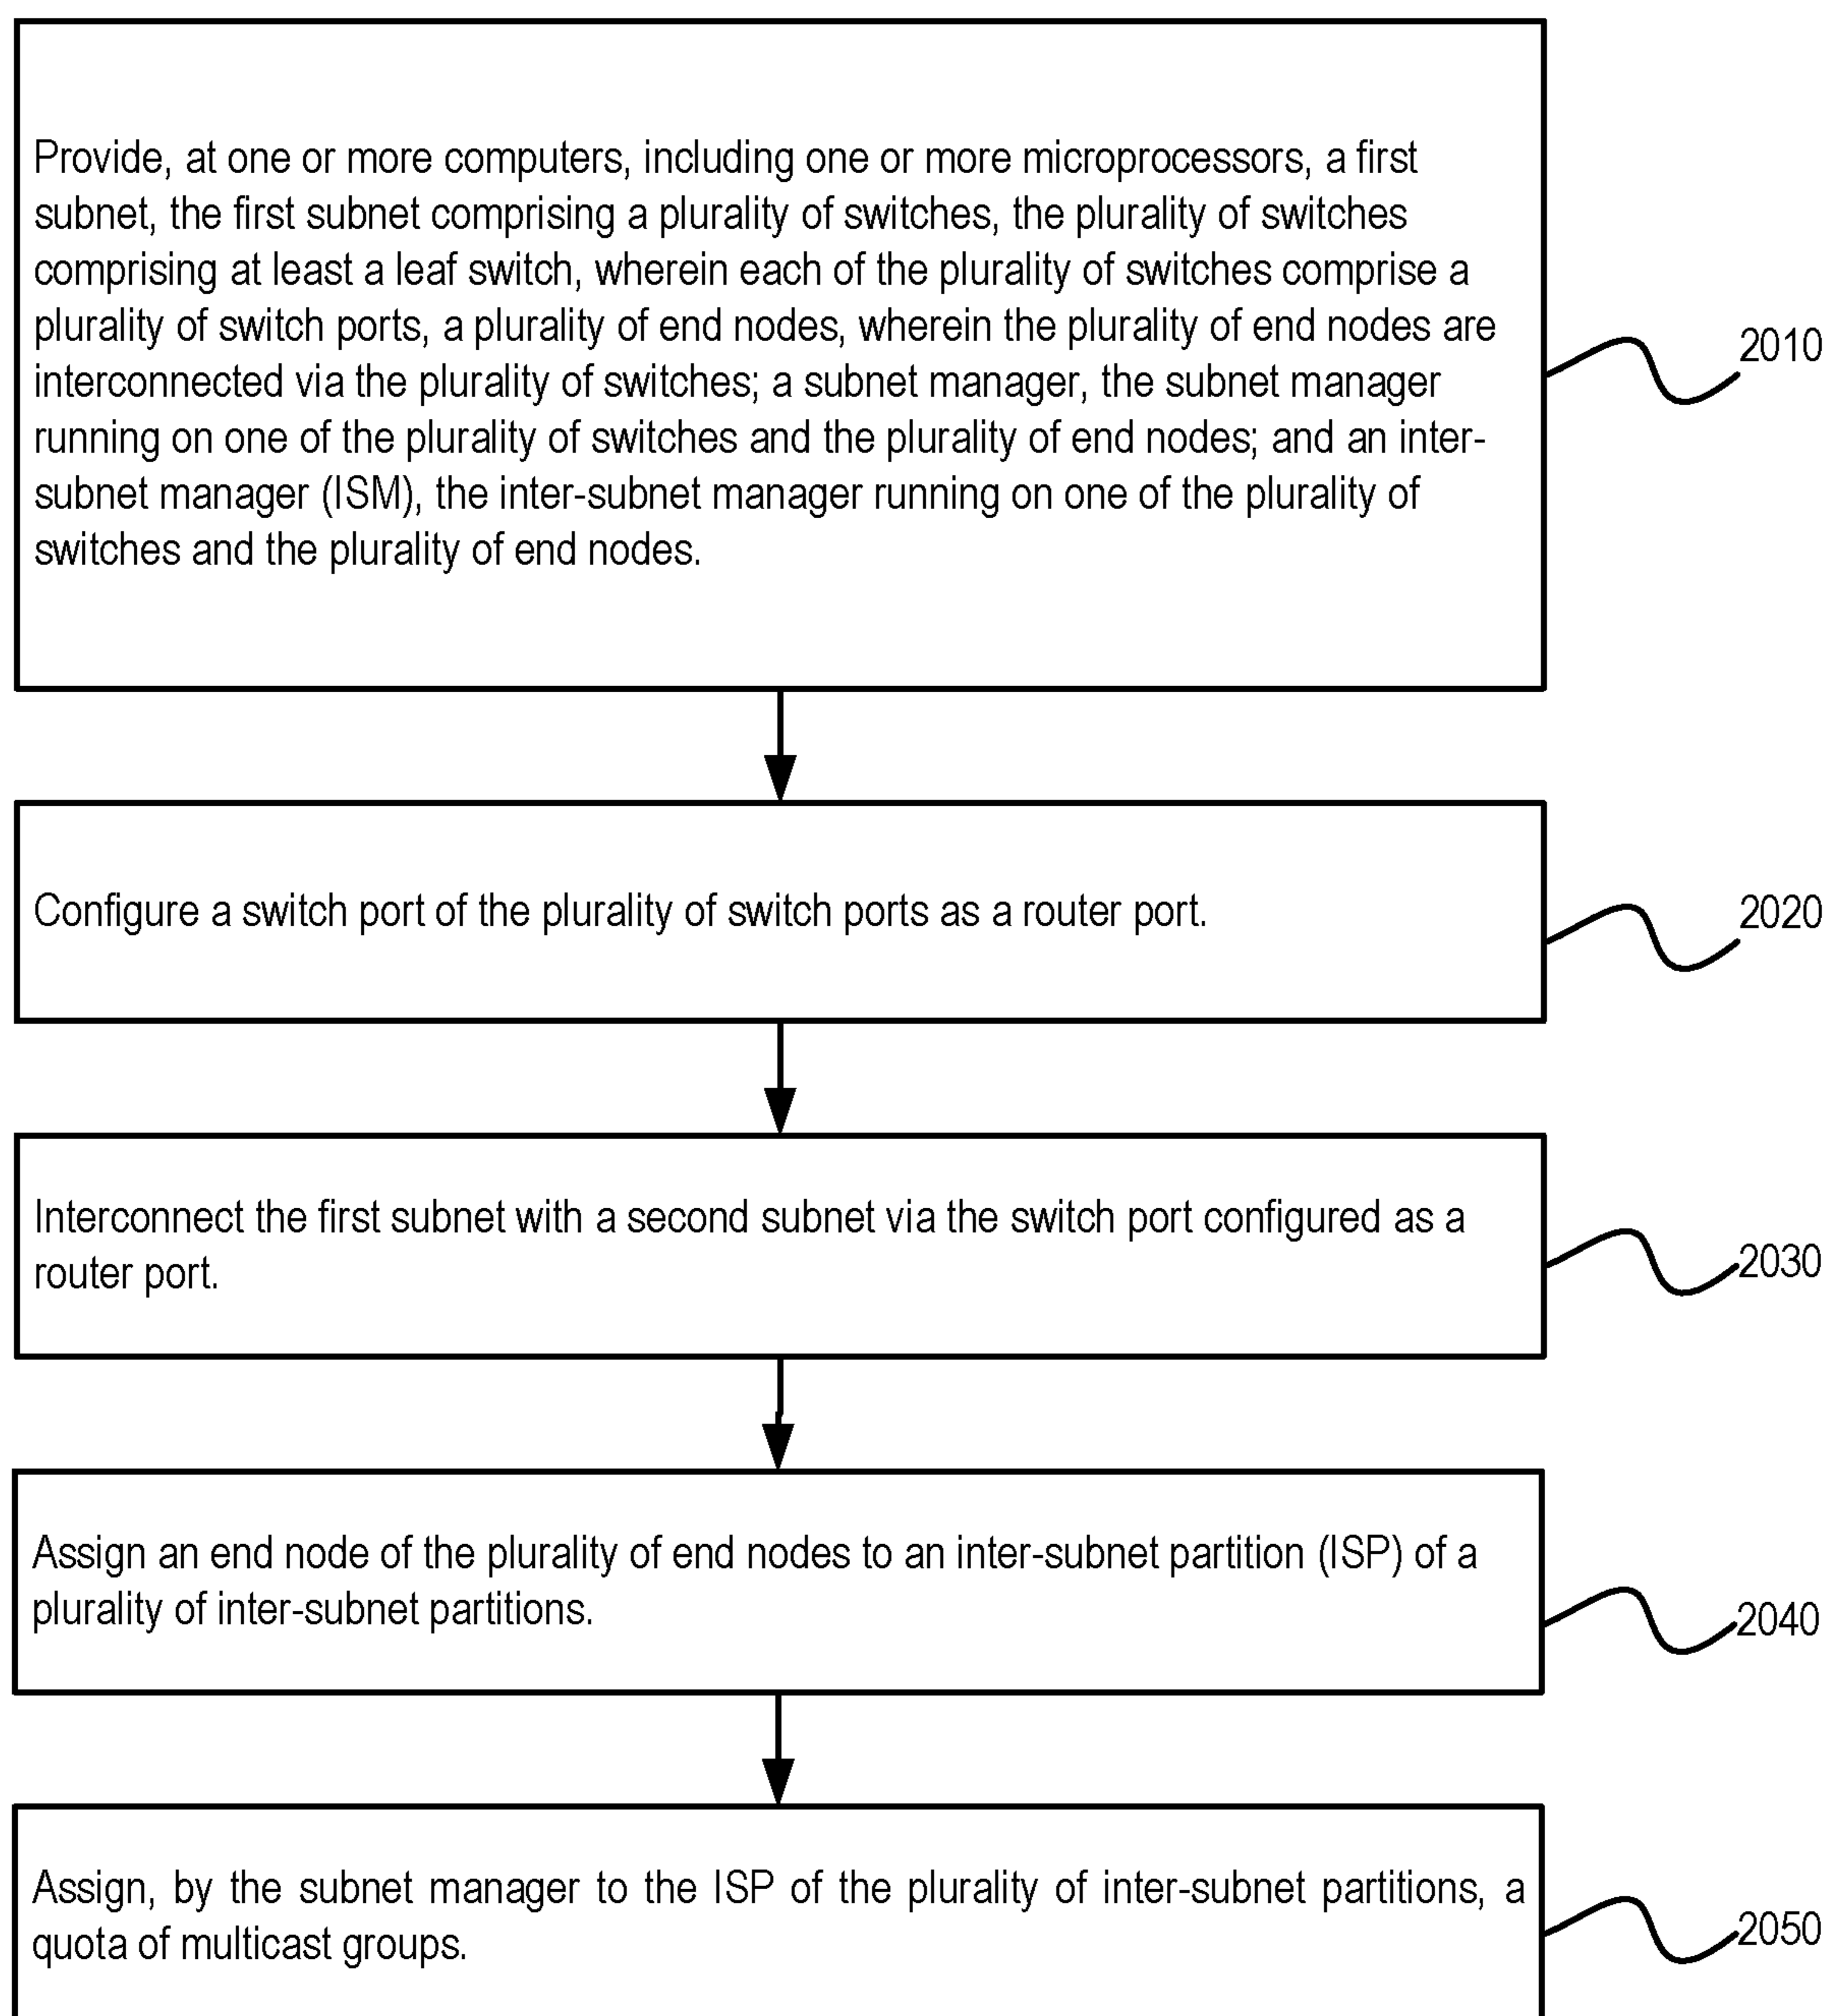 Provide, at one or more computers, including one or more microprocessors, a first
subnet, the first subnet comprising a plurality of switches, the plurality of switches
comprising at least a leaf switch, wherein each of the plurality of switches comprise a
plurality of switch ports, a plurality of end nodes, wherein the plurality of end nodes are
interconnected via the plurality of switches; a subnet manager, the subnet manager
running on one of the plurality of switches and the plurality of end nodes; and an inter-
subnet manager (ISM), the inter-subnet manager running on one of the plurality of
switches and the plurality of end nodes.
2010
Configure a switch port of the plurality of switch ports as a router port.
2020
Interconnect the first subnet with a second subnet via the switch port configured as a
router port.
2030
Assign an end node of the plurality of end nodes to an inter-subnet partition (ISP) of a
plurality of inter-subnet partitions.
2040
Assign, by the subnet manager to the ISP of the plurality of inter-subnet partitions, a
quota of multicast groups.
2050